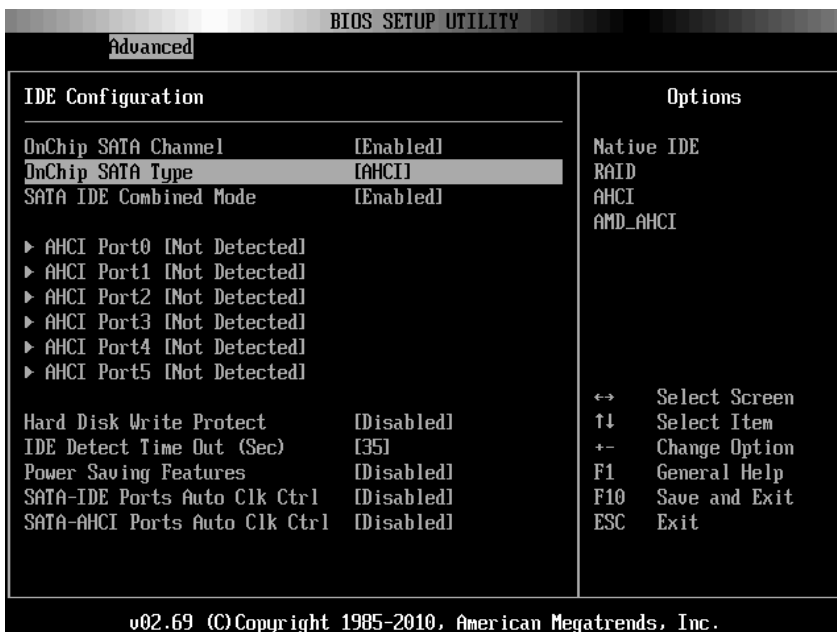 BIOS SETUP UTILITY
Advanced
IDE Configuration
OnChip SATA Channel [Enabled]
OnChip SATA Type [AHCI]
SATA IDE Combined Mode [Enabled]
▶ AHCI Port0 [Not Detected]
▶ AHCI Port1 [Not Detected]
▶ AHCI Port2 [Not Detected]
▶ AHCI Port3 [Not Detected]
▶ AHCI Port4 [Not Detected]
▶ AHCI Port5 [Not Detected]
Hard Disk Write Protect [Disabled]
IDE Detect Time Out (Sec) [35]
Power Saving Features [Disabled]
SATA-IDE Ports Auto Clk Ctrl [Disabled]
SATA-AHCI Ports Auto Clk Ctrl [Disabled]
Options
Native IDE
RAID
AHCI
AMD_AHCI
↔ Select Screen
↑↓ Select Item
+- Change Option
F1 General Help
F10 Save and Exit
ESC Exit
v02.69 (C)Copyright 1985-2010, American Megatrends, Inc.